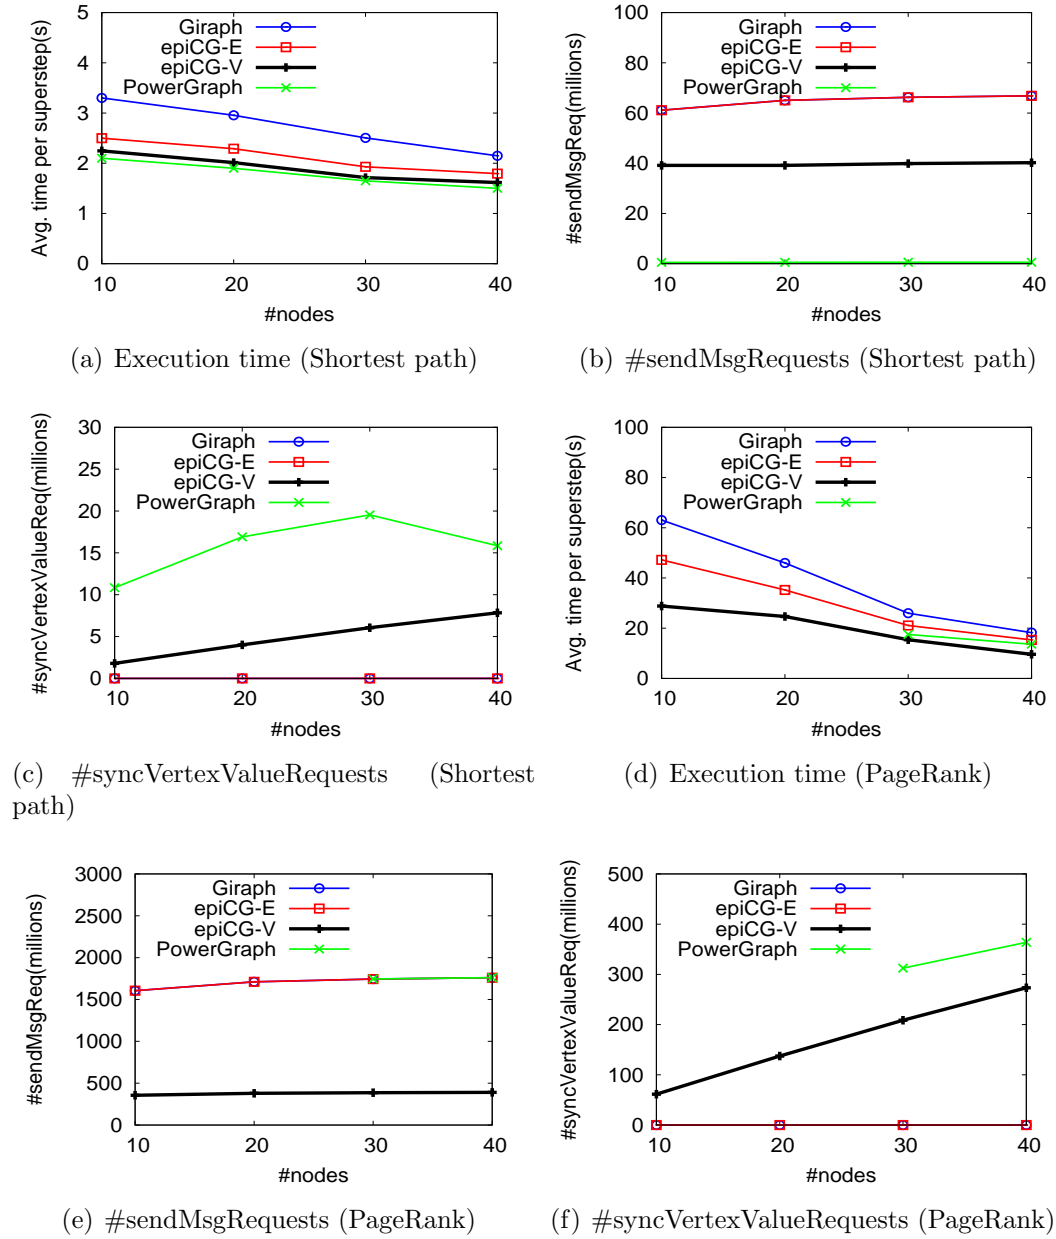 5
4
3
2
1
0
10
20
30
40
Avg. time per superstep(s)
#nodes
Giraph
epiCG-E
epiCG-V
PowerGraph
(a) Execution time (Shortest path)
100
80
60
40
20
0
10
20
30
40
#sendMsgReq(millions)
#nodes
Giraph
epiCG-E
epiCG-V
PowerGraph
(b) #sendMsgRequests (Shortest path)
30
25
20
15
10
5
0
10
20
30
40
#syncVertexValueReq(millions)
#nodes
Giraph
epiCG-E
epiCG-V
PowerGraph
(c) #syncVertexValueRequests (Shortest
path)
100
80
60
40
20
0
10
20
30
40
Avg. time per superstep(s)
#nodes
Giraph
epiCG-E
epiCG-V
PowerGraph
(d) Execution time (PageRank)
3000
2500
2000
1500
1000
500
0
10
20
30
40
#sendMsgReq(millions)
#nodes
Giraph
epiCG-E
epiCG-V
PowerGraph
(e) #sendMsgRequests (PageRank)
500
400
300
200
100
0
10
20
30
40
#syncVertexValueReq(millions)
#nodes
Giraph
epiCG-E
epiCG-V
PowerGraph
(f) #syncVertexValueRequests (PageRank)